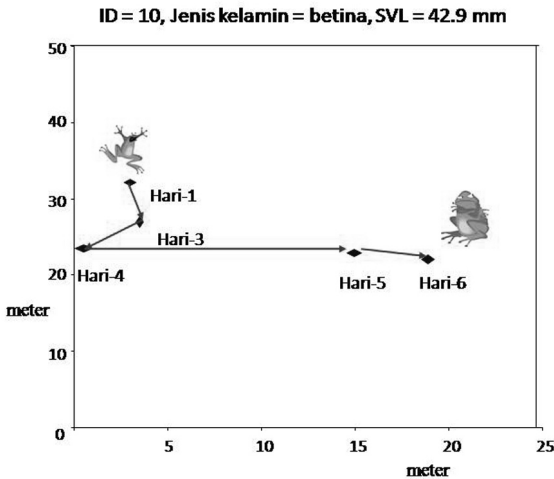 ID = 10, Jenis kelamin = betina, SVL = 42.9 mm
50
40
30
20
10
0
meter
Hari-1
Hari-3
Hari-4
Hari-5
Hari-6
5
10
15
20
25
meter